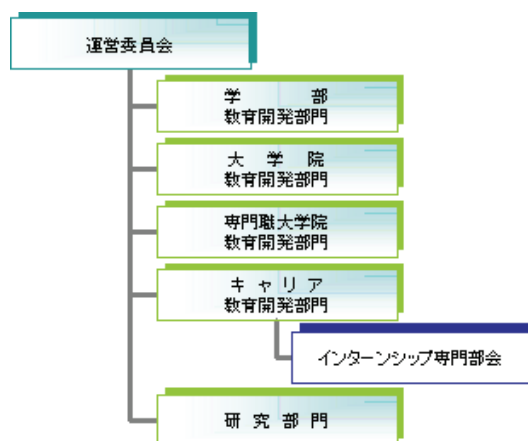 運営委員会
学部
教育開発部門
大学院
教育開発部門
専門職大学院
教育開発部門
キャリア
教育開発部門
インターンシップ専門部会
研究部門